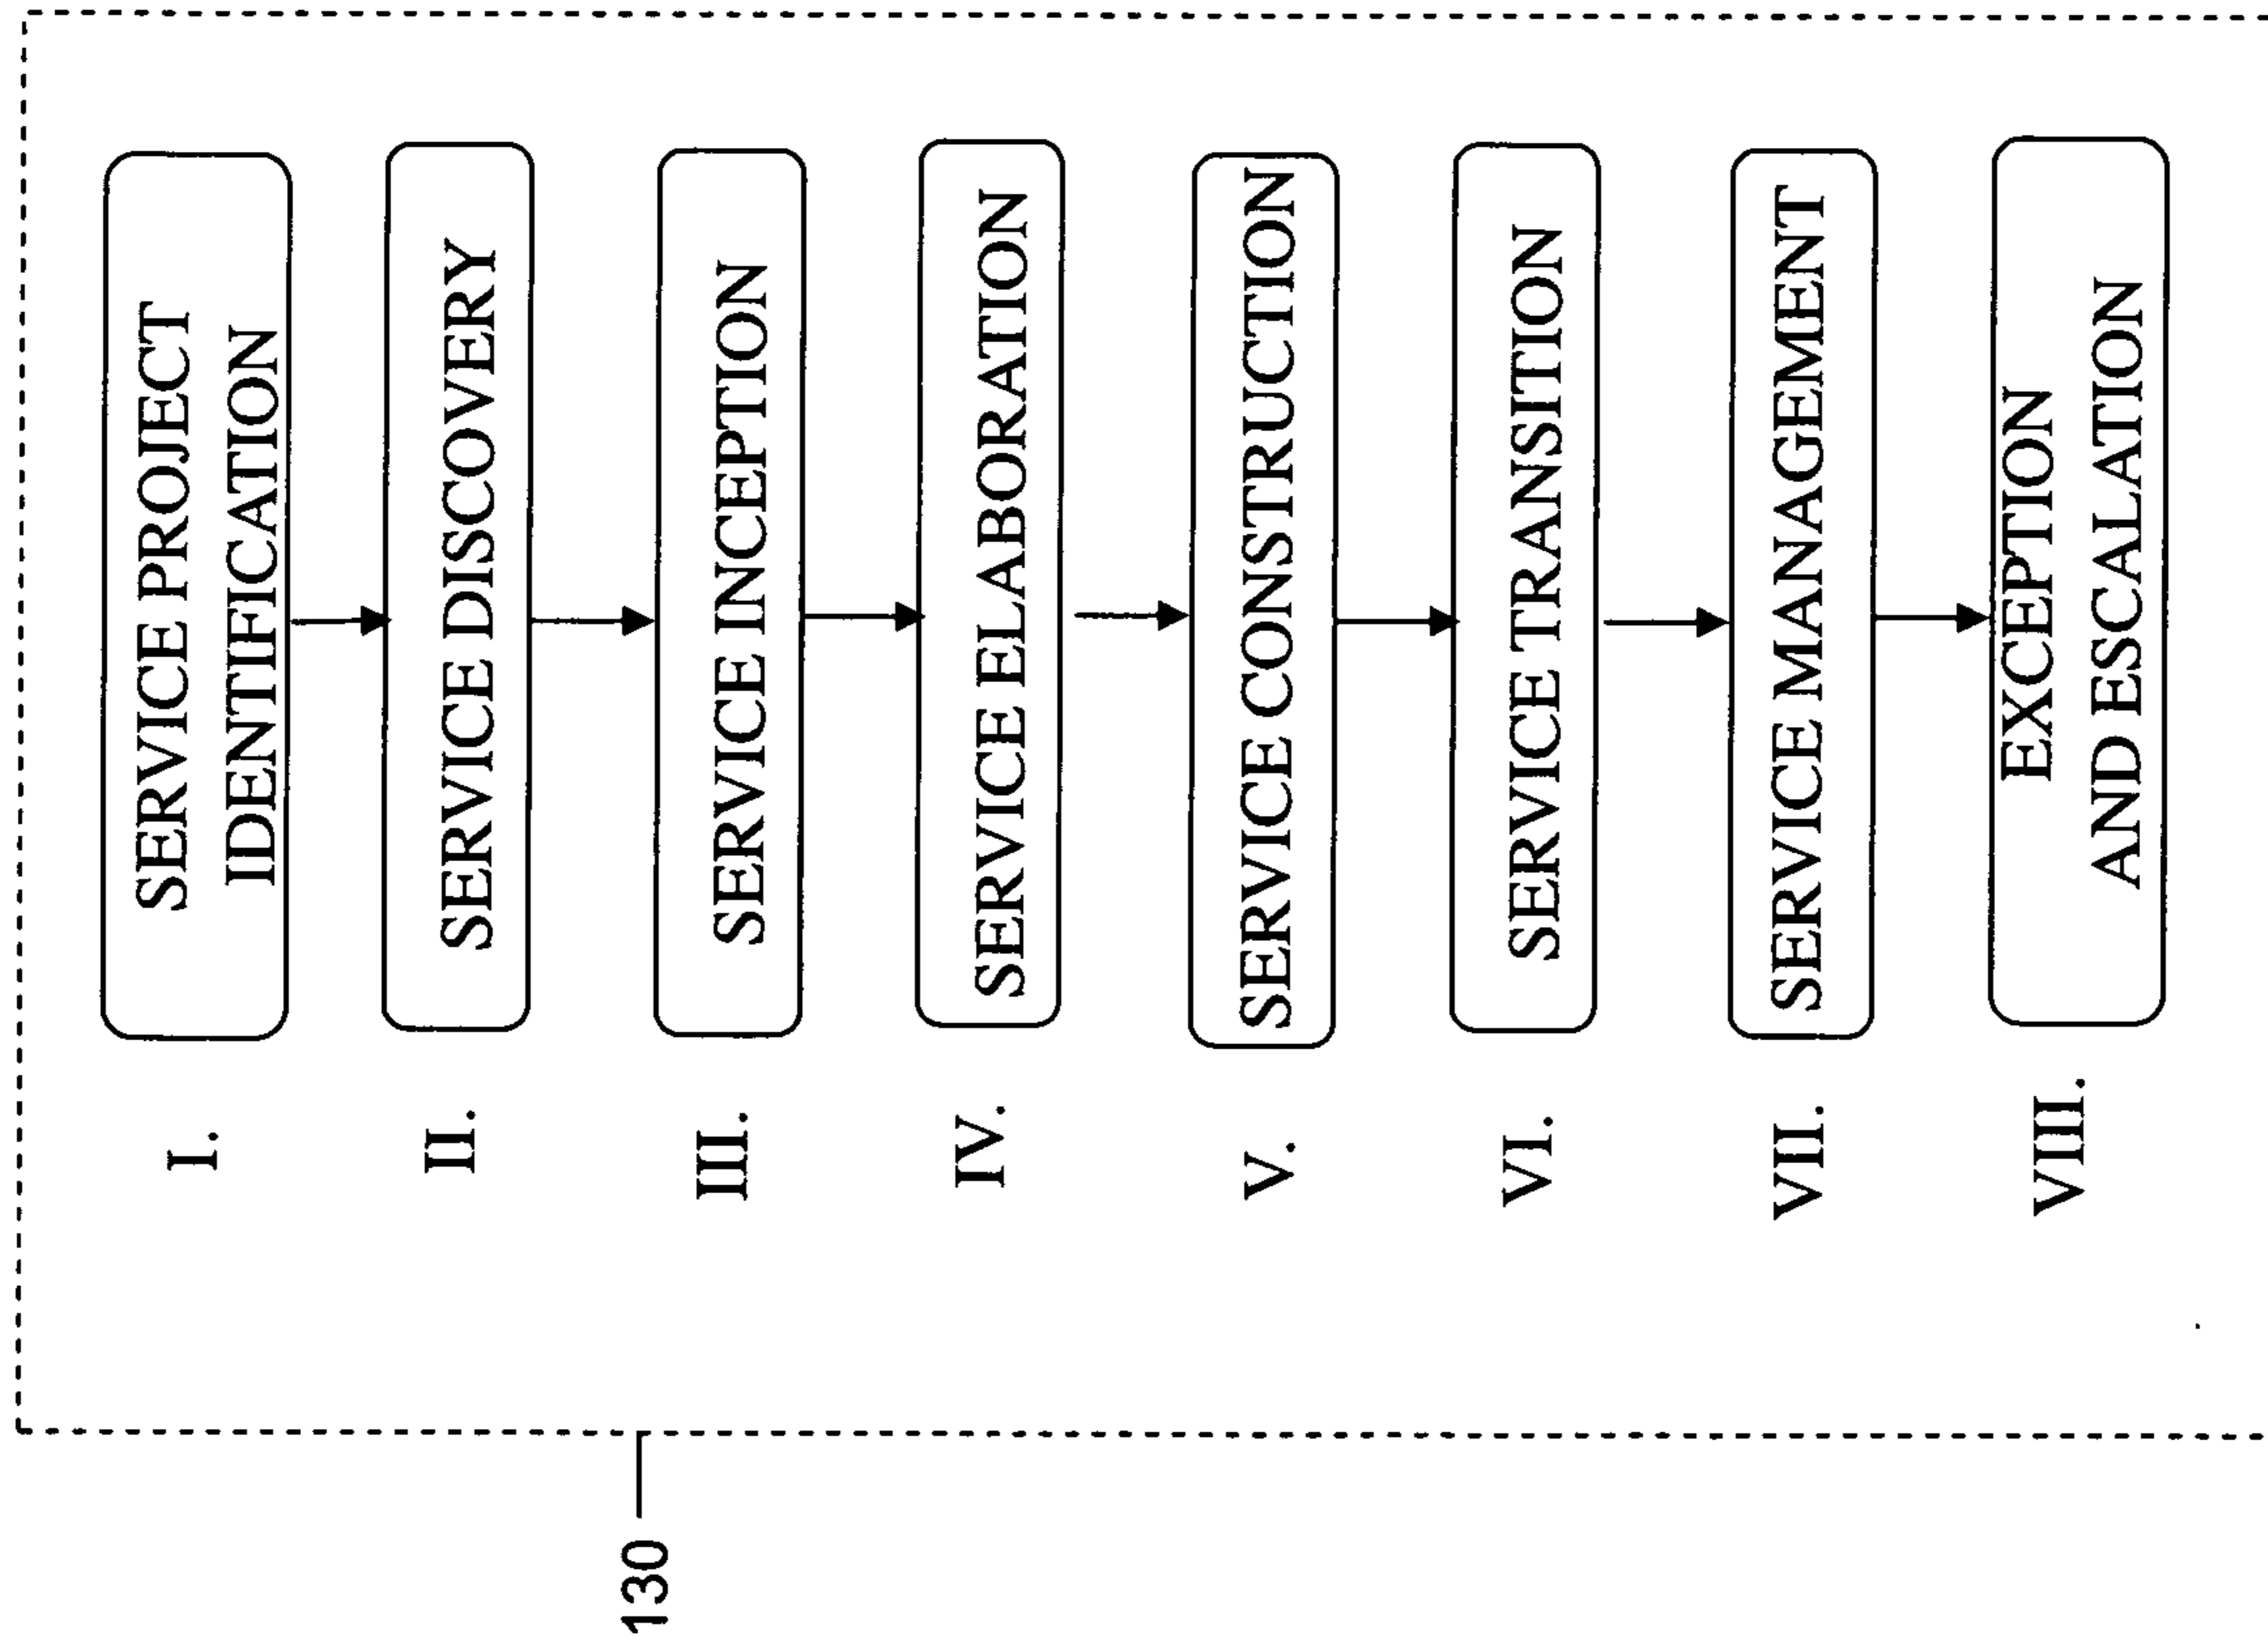 130
I.
SERVICE PROJECT
IDENTIFICATION
II.
SERVICE DISCOVERY
III.
SERVICE INCEPTION
IV.
SERVICE ELABORATION
V.
SERVICE CONSTRUCTION
VI.
SERVICE TRANSITION
VII.
SERVICE MANAGEMENT
VIII.
EXCEPTION
AND ESCALATION